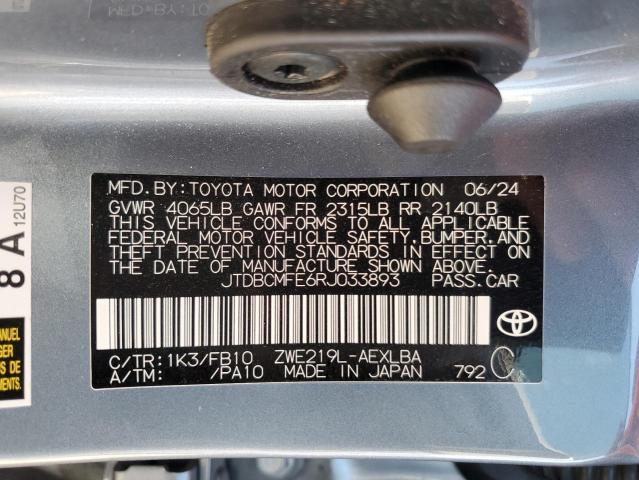 MFD. BY: TOYOTA MOTOR CORPORATION 06/24
GVWR 4065LB GAWR FR 2315LB RR 2140LB
THIS VEHICLE CONFORMS TO ALL APPLICABLE
FEDERAL MOTOR VEHICLE SAFETY, BUMPER, AND
THEFT PREVENTION STANDARDS IN EFFECT ON
THE DATE OF MANUFACTURE SHOWN ABOVE.
JTDBCMFE6RJ033893 PASS. CAR
C/TR: 1K3/FB10 ZWE219L-AEXLBA
A/TM: /PA10 MADE IN JAPAN 792
8 A 12U70